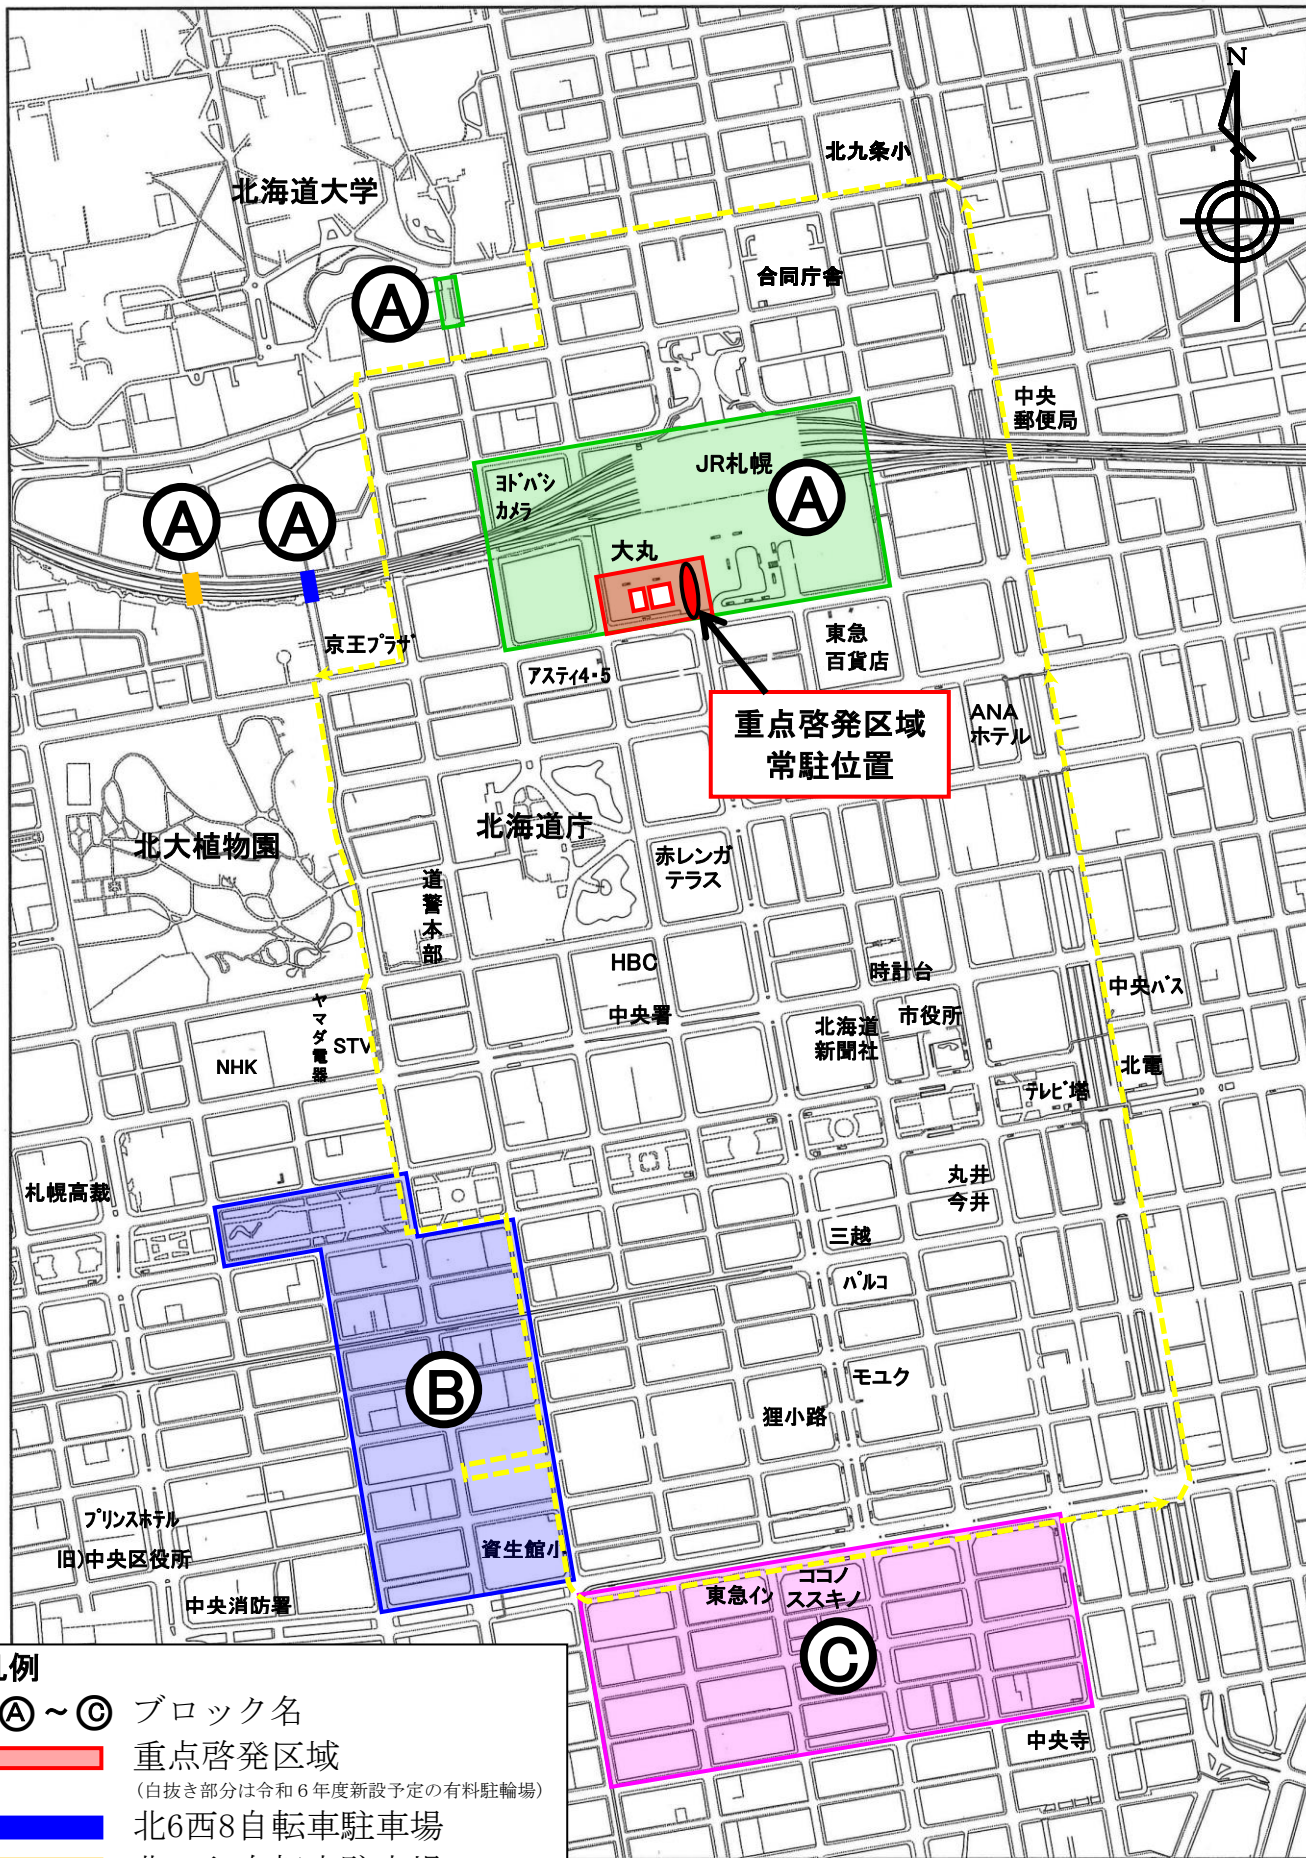 N
北九条小
北海道大学
合同庁舎
A
中央
郵便局
JR札幌
ヨドバシ
カメラ
A
A
A
大丸
東急
百貨店
京王プラザ
アスティ4・5
重点啓発区域
常駐位置
ANA
ホテル
北海道庁
北大植物園
赤レンガ
テラス
道警本部
HBC
時計台
中央バス
ヤマダ電器
中央署
市役所
北海道
新聞社
STV
NHK
北電
テレビ塔
丸井
今井
札幌高裁
三越
パルコ
モユク
B
狸小路
プリンスホテル
旧)中央区役所
資生館小
中央消防署
東急イン
ココノ
ススキノ
C
中央寺
例
A～C ブロック名
重点啓発区域
(白抜き部分は令和6年度新設予定の有料駐輪場)
北6西8自転車駐車場